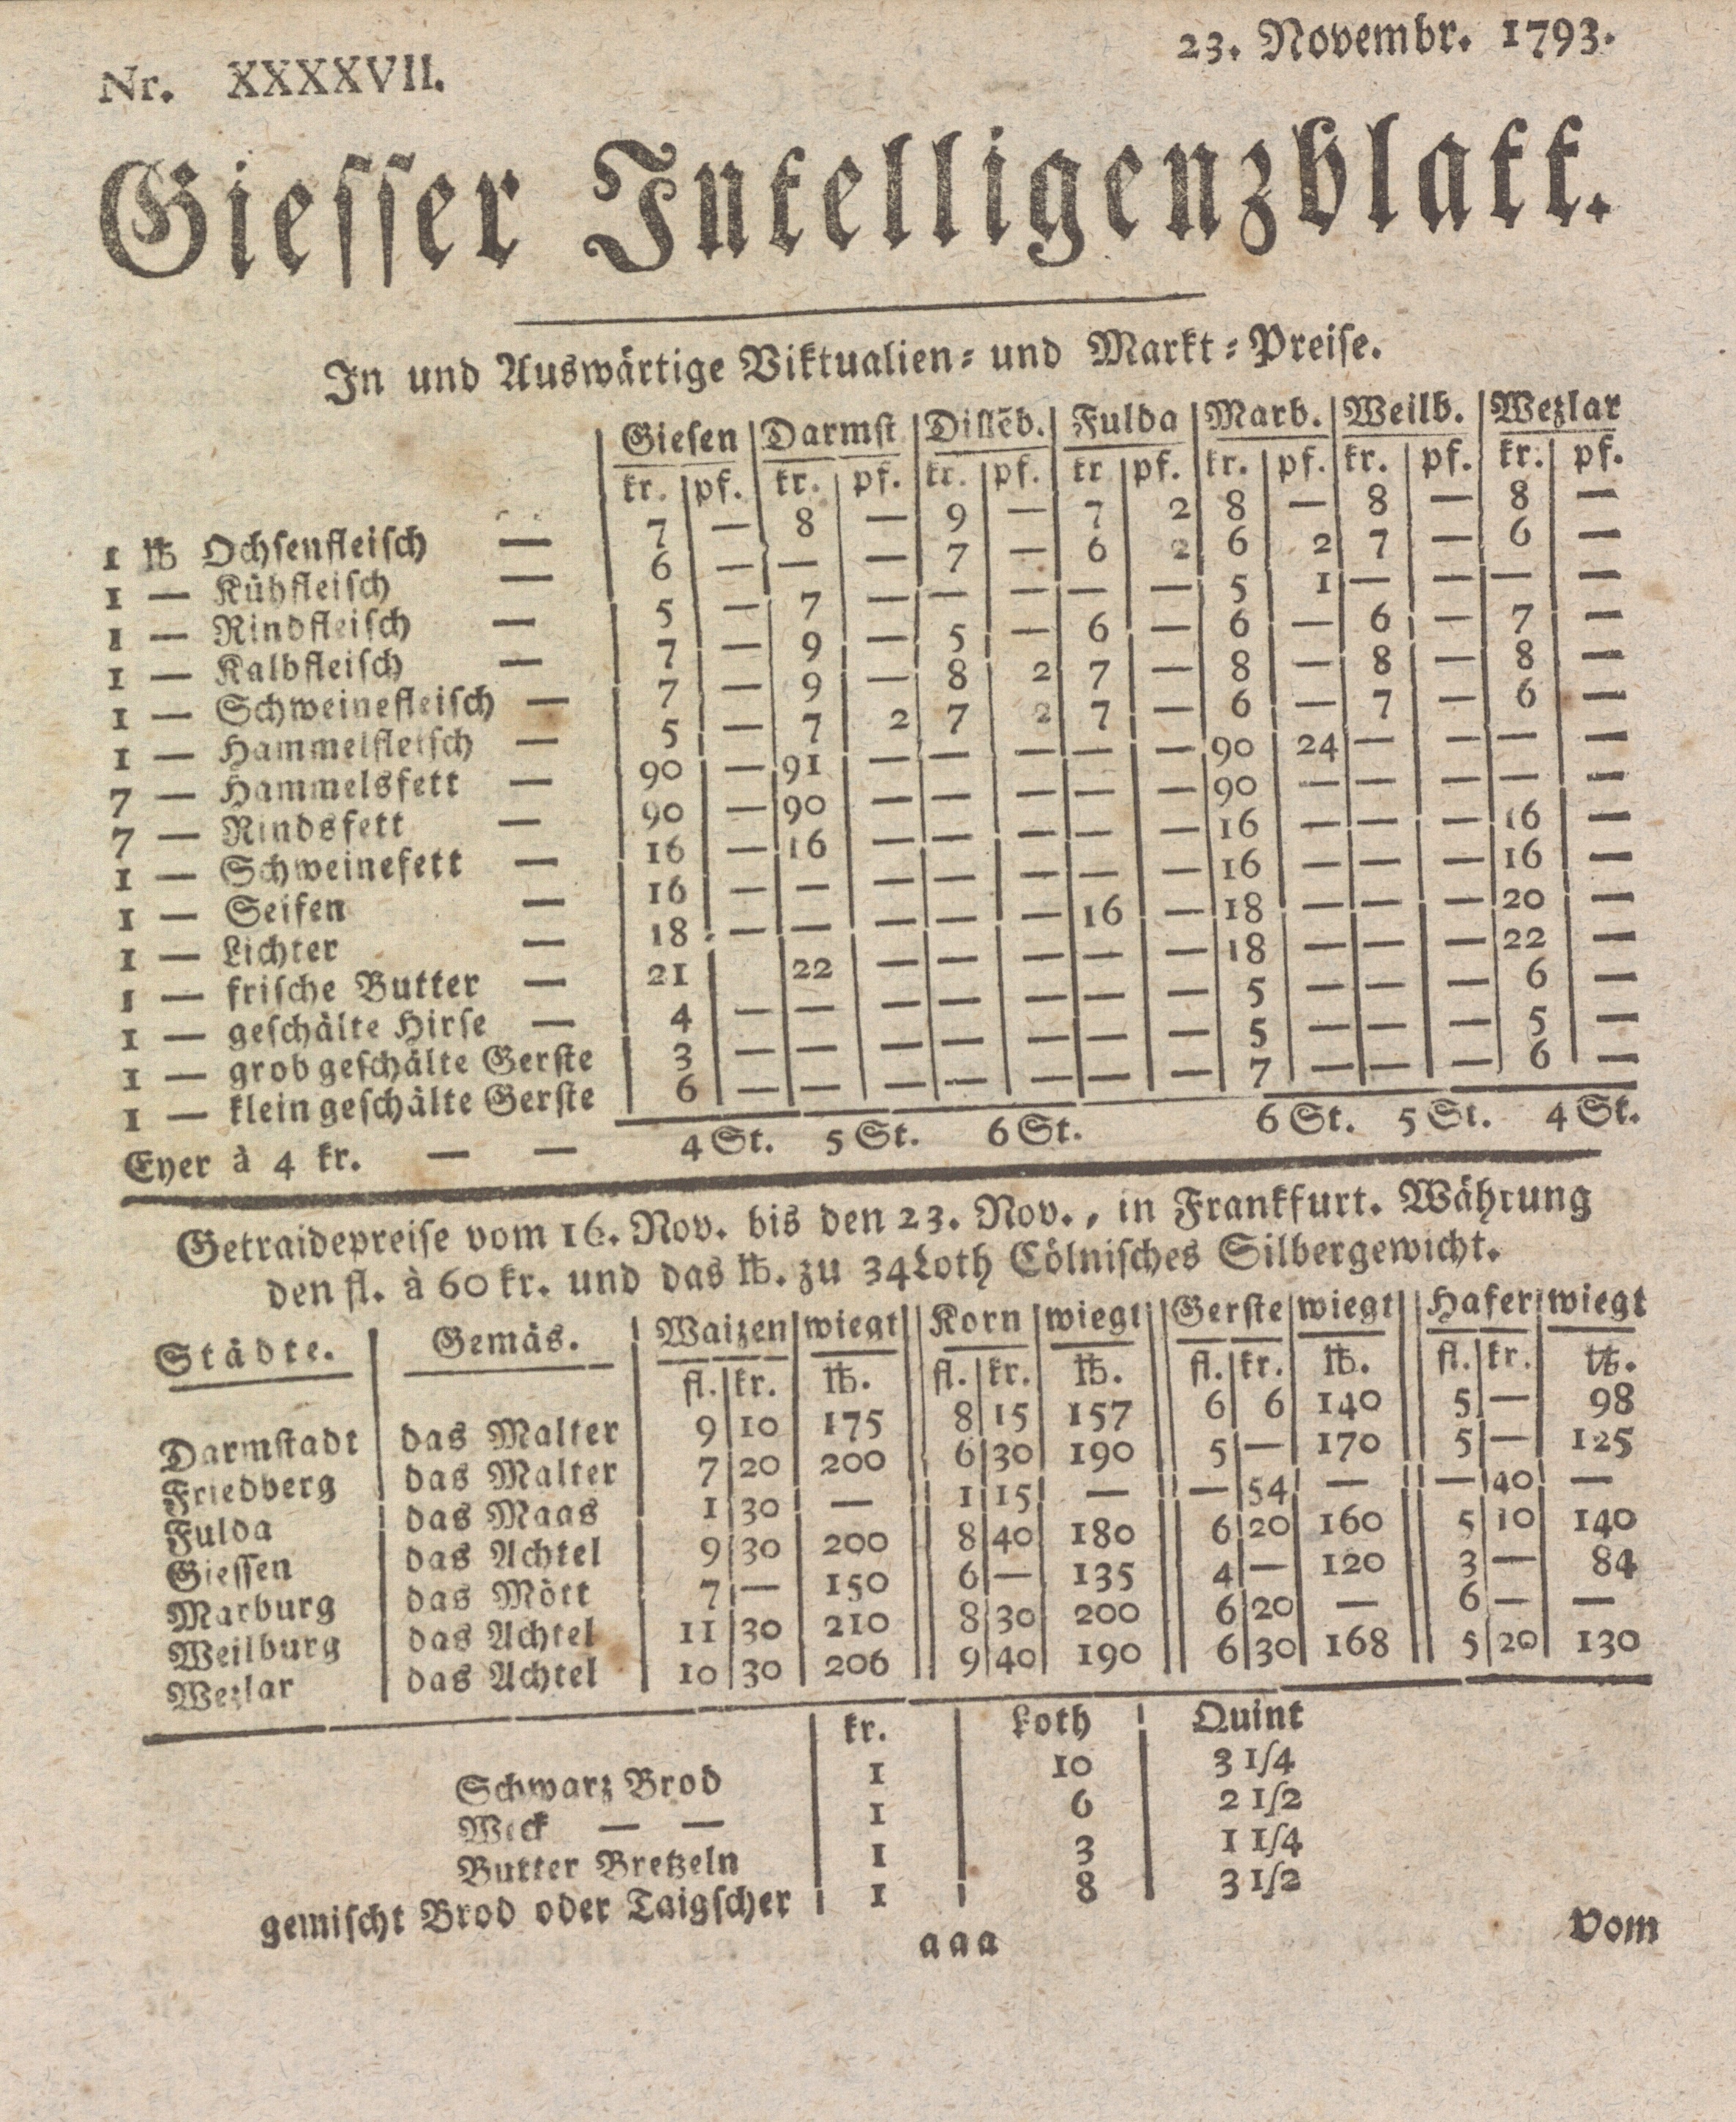 Nr. XXXXVII. 23. Novembr. 1793.
Giesser Intelligenzblatt.
In und Auswärtige Viktualien- und Markt-Preise.
Giesen | Darmst | Dillēb. | Fulda | Marb. | Weilb. | Wezlar
kr. | pf. | kr. | pf. | kr. | pf. | kr | pf. | kr. | pf. | kr. | pf. | kr. | pf.
1 ℔ Ochsenfleisch — 7 | — | 8 | — | 9 | — | 7 | 2 | 8 | — | 8 | — | 8 | —
1 — Kühfleisch — 6 | — | — | — | 7 | — | 6 | 2 | 6 | 2 | 7 | — | 6 | —
1 — Rindfleisch — 5 | — | 7 | — | — | — | — | — | 5 | 1 | — | — | — | —
1 — Kalbfleisch — 7 | — | 9 | — | 5 | — | 6 | — | 6 | — | 6 | — | 7 | —
1 — Schweinefleisch — 7 | — | 9 | — | 8 | 2 | 7 | — | 8 | — | 8 | — | 8 | —
1 — Hammelfleisch — 5 | — | 7 | 2 | 7 | 2 | 7 | — | 6 | — | 7 | — | 6 | —
7 — Hammelsfett — 90 | — | 91 | — | — | — | — | — | 90 | 24 | — | — | — | —
7 — Rindsfett — 90 | — | 90 | — | — | — | — | — | 90 | — | — | — | — | —
1 — Schweinefett — 16 | — | 16 | — | — | — | — | — | 16 | — | — | — | 16 | —
1 — Seifen — 16 | — | — | — | — | — | — | — | 16 | — | — | — | 16 | —
1 — Lichter — 18 | — | — | — | — | — | 16 | — | 18 | — | — | — | 20 | —
1 — frische Butter — 21 | | 22 | — | — | — | — | — | 18 | — | — | — | 22 | —
1 — geschälte Hirse — 4 | — | — | — | — | — | — | — | 5 | — | — | — | 6 | —
1 — grob geschälte Gerste 3 | — | — | — | — | — | — | — | 5 | — | — | — | 5 | —
1 — klein geschälte Gerste 6 | — | — | — | — | — | — | — | 7 | — | — | — | 6 | —
Eyer à 4 kr. — — 4 St. 5 St. 6 St. 6 St. 5 St. 4 St.
Getraidepreise vom 16. Nov. bis den 23. Nov., in Frankfurt. Währung
den fl. à 60 kr. und das ℔. zu 34 Loth Cölnisches Silbergewicht.
Städte. | Gemäs. | Waizen | wiegt || Korn | wiegt || Gerste | wiegt || Hafer | wiegt
fl. | kr. | ℔. || fl. | kr. | ℔. || fl. | kr. | ℔. || fl. | kr. | ℔.
Darmstadt | das Malter | 9 | 10 | 175 || 8 | 15 | 157 || 6 | 6 | 140 || 5 | — | 98
Friedberg | das Malter | 7 | 20 | 200 || 6 | 30 | 190 || 5 | — | 170 || 5 | — | 125
Fulda | das Maas | 1 | 30 | — || 1 | 15 | — || — | 54 | — || — | 40 | —
Giessen | das Achtel | 9 | 30 | 200 || 8 | 40 | 180 || 6 | 20 | 160 || 5 | 10 | 140
Marburg | das Mött | 7 | — | 150 || 6 | — | 135 || 4 | — | 120 || 3 | — | 84
Weilburg | das Achtel | 11 | 30 | 210 || 8 | 30 | 200 || 6 | 20 | — || 6 | — | —
Wezlar | das Achtel | 10 | 30 | 206 || 9 | 40 | 190 || 6 | 30 | 168 || 5 | 20 | 130
kr. | Loth | Quint
Schwarz Brod | 1 | 10 | 3 1/4
Weck — — | 1 | 6 | 2 1/2
Butter Bretzeln | 1 | 3 | 1 1/4
gemischt Brod oder Taigscher | 1 | 8 | 3 1/2
aaa Vom